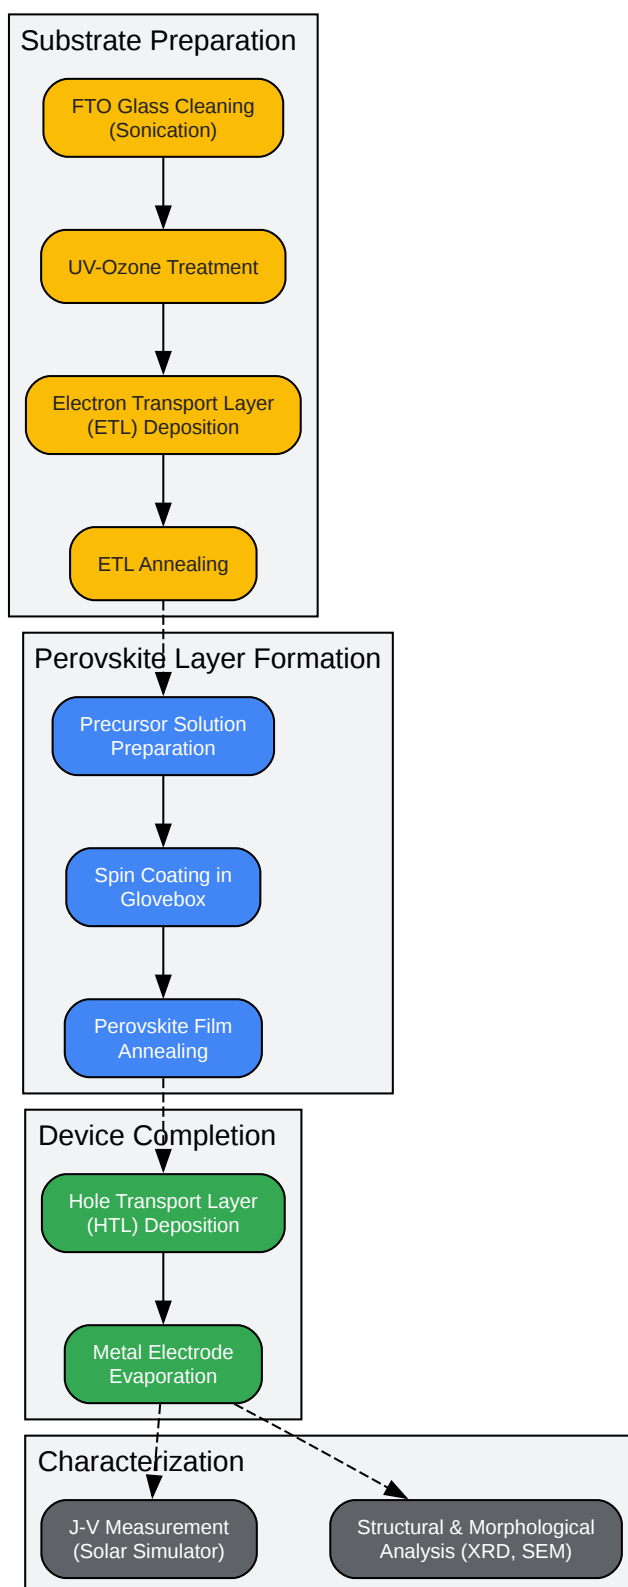 Substrate Preparation
FTO Glass Cleaning
(Sonication)
UV-Ozone Treatment
Electron Transport Layer
(ETL) Deposition
ETL Annealing
Perovskite Layer Formation
Precursor Solution
Preparation
Spin Coating in
Glovebox
Perovskite Film
Annealing
Device Completion
Hole Transport Layer
(HTL) Deposition
Metal Electrode
Evaporation
Characterization
J-V Measurement
(Solar Simulator)
Structural & Morphological
Analysis (XRD, SEM)